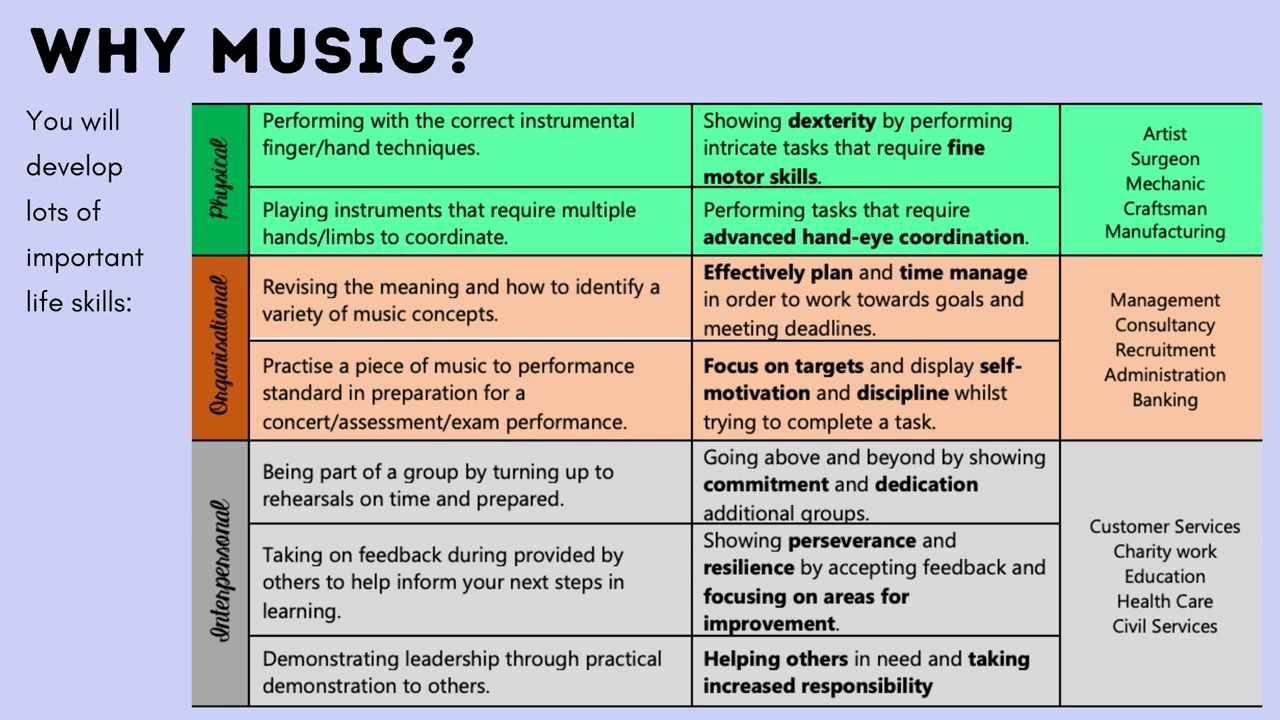 WHY MUSIC?
You will
develop
lots of
important
life skills:
Physical
Performing with the correct instrumental
finger/hand techniques.
Showing dexterity by performing
intricate tasks that require fine
motor skills.
Playing instruments that require multiple
hands/limbs to coordinate.
Performing tasks that require
advanced hand-eye coordination.
Artist
Surgeon
Mechanic
Craftsman
Manufacturing
Organisational
Revising the meaning and how to identify a
variety of music concepts.
Effectively plan and time manage
in order to work towards goals and
meeting deadlines.
Practise a piece of music to performance
standard in preparation for a
concert/assessment/exam performance.
Focus on targets and display self-
motivation and discipline whilst
trying to complete a task.
Management
Consultancy
Recruitment
Administration
Banking
Interpersonal
Being part of a group by turning up to
rehearsals on time and prepared.
Going above and beyond by showing
commitment and dedication
additional groups.
Taking on feedback during provided by
others to help inform your next steps in
learning.
Showing perseverance and
resilience by accepting feedback and
focusing on areas for
improvement.
Demonstrating leadership through practical
demonstration to others.
Helping others in need and taking
increased responsibility
Customer Services
Charity work
Education
Health Care
Civil Services